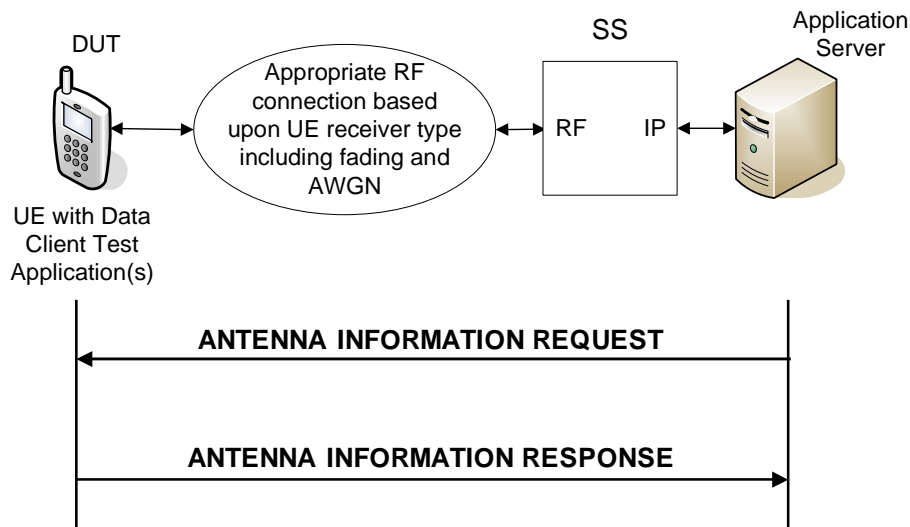 DUT
SS
Application
Server
Appropriate RF
connection based
upon UE receiver type
including fading and
AWGN
RF
IP
UE with Data
Client Test
Application(s)
ANTENNA INFORMATION REQUEST
ANTENNA INFORMATION RESPONSE